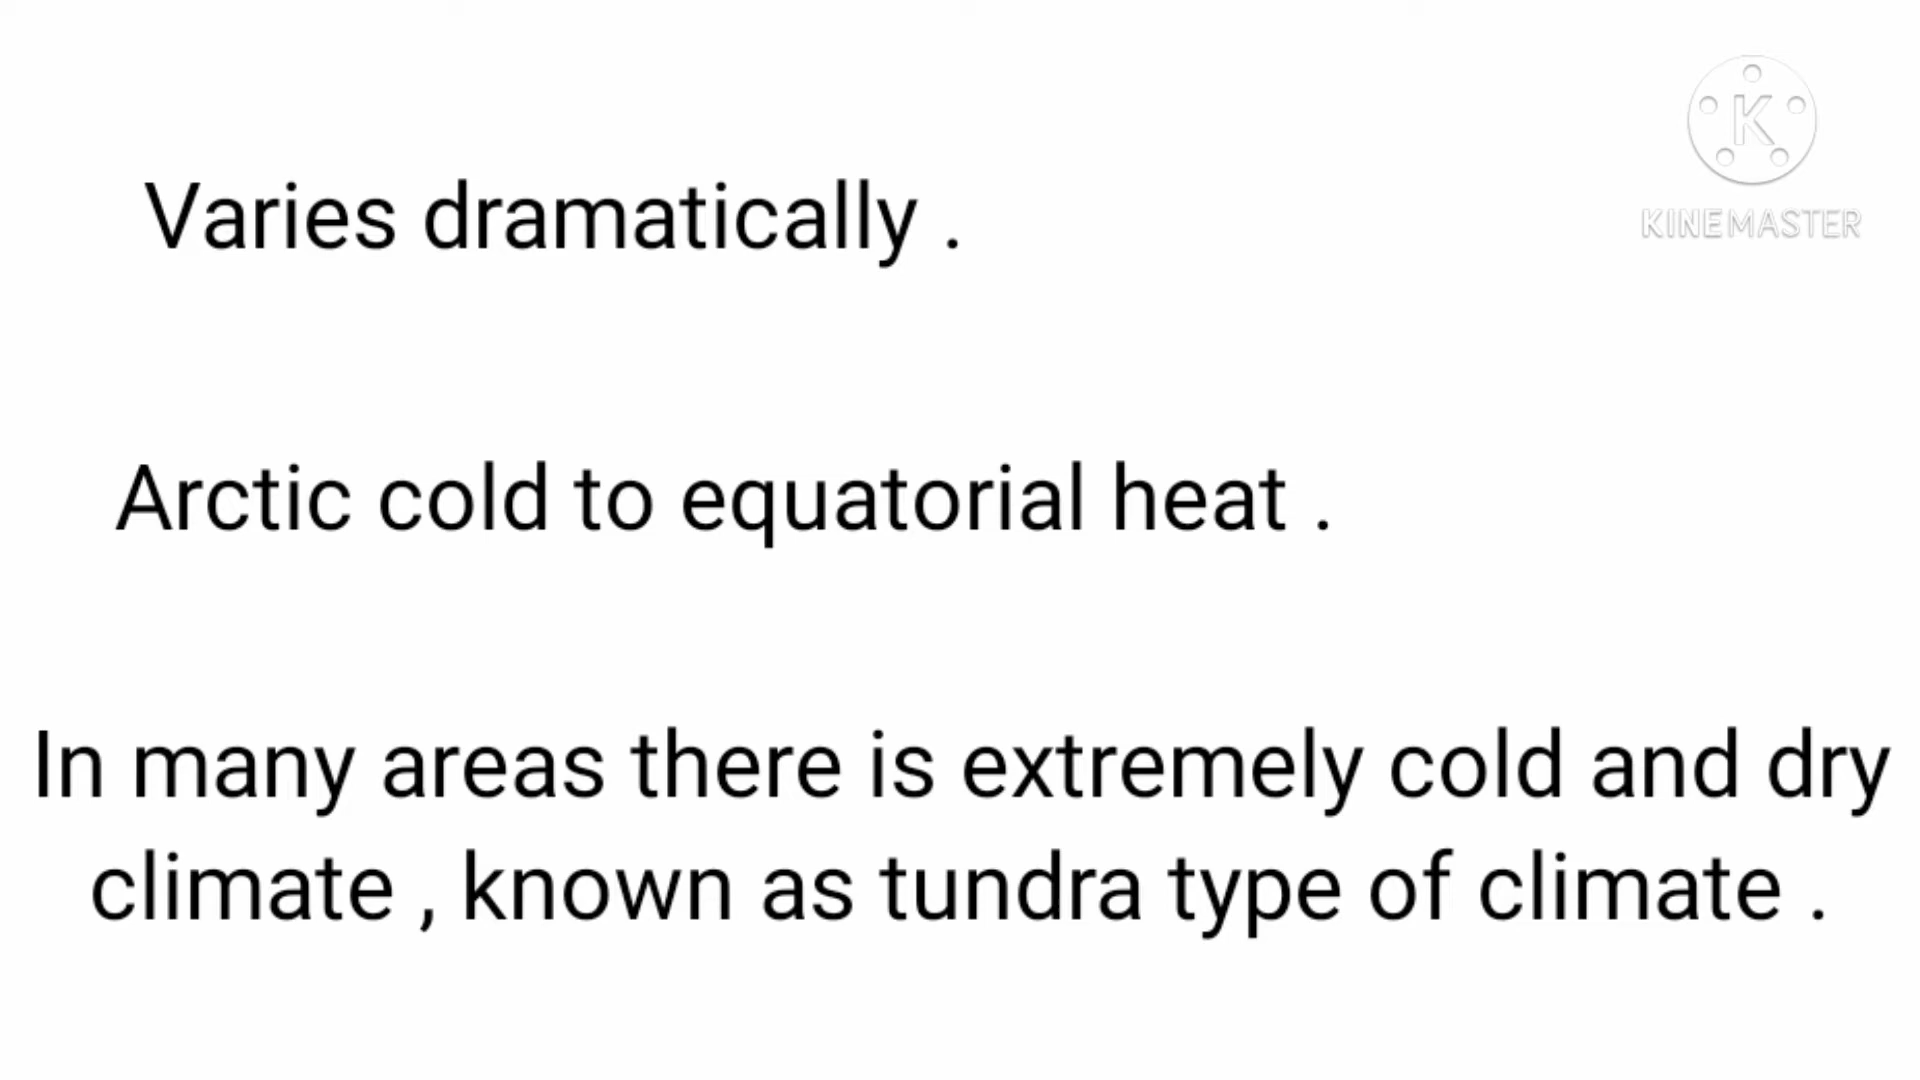 K
KINEMASTER
Varies dramatically .
Arctic cold to equatorial heat .
In many areas there is extremely cold and dry
climate , known as tundra type of climate .